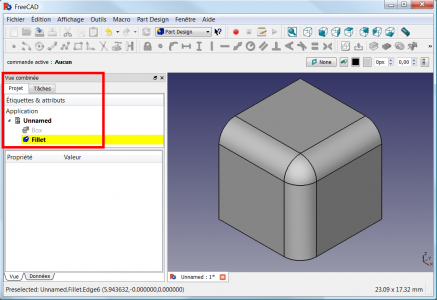 FreeCAD
Fichier Édition Affichage Outils Macro Part Design Fenêtre Aide
Part Design
commande active : Aucun
None
0px
0,00
Vue combinée
Projet Tâches
Étiquettes & attributs
Application
Unnamed
Box
Fillet
Propriété Valeur
Vue Données
Unnamed : 1*
Preselected: Unnamed.Fillet.Edge6 (5.943632,-0.000000,0.000000)
23.09 x 17.32 mm